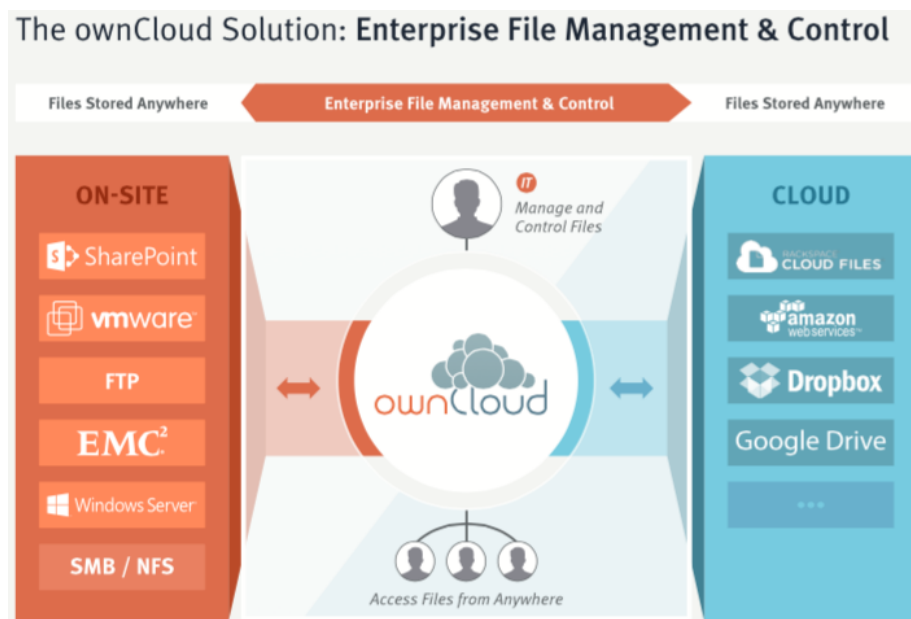 The ownCloud Solution: Enterprise File Management & Control
Files Stored Anywhere
Enterprise File Management & Control
Files Stored Anywhere
ON-SITE
SharePoint
vmware
FTP
EMC²
Windows Server
SMB / NFS
IT
Manage and
Control Files
ownCloud
Access Files from Anywhere
CLOUD
RACKSPACE
CLOUD FILES
amazon
webservices™
Dropbox
Google Drive
...